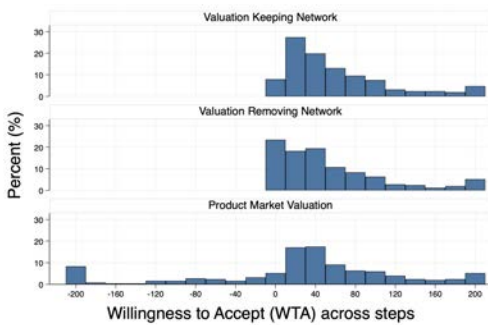 Valuation Keeping Network
30
20
10
0
Valuation Removing Network
30
20
10
0
Percent (%)
Product Market Valuation
30
20
10
0
-200 -160 -120 -80 -40 0 40 80 120 160 200
Willingness to Accept (WTA) across steps